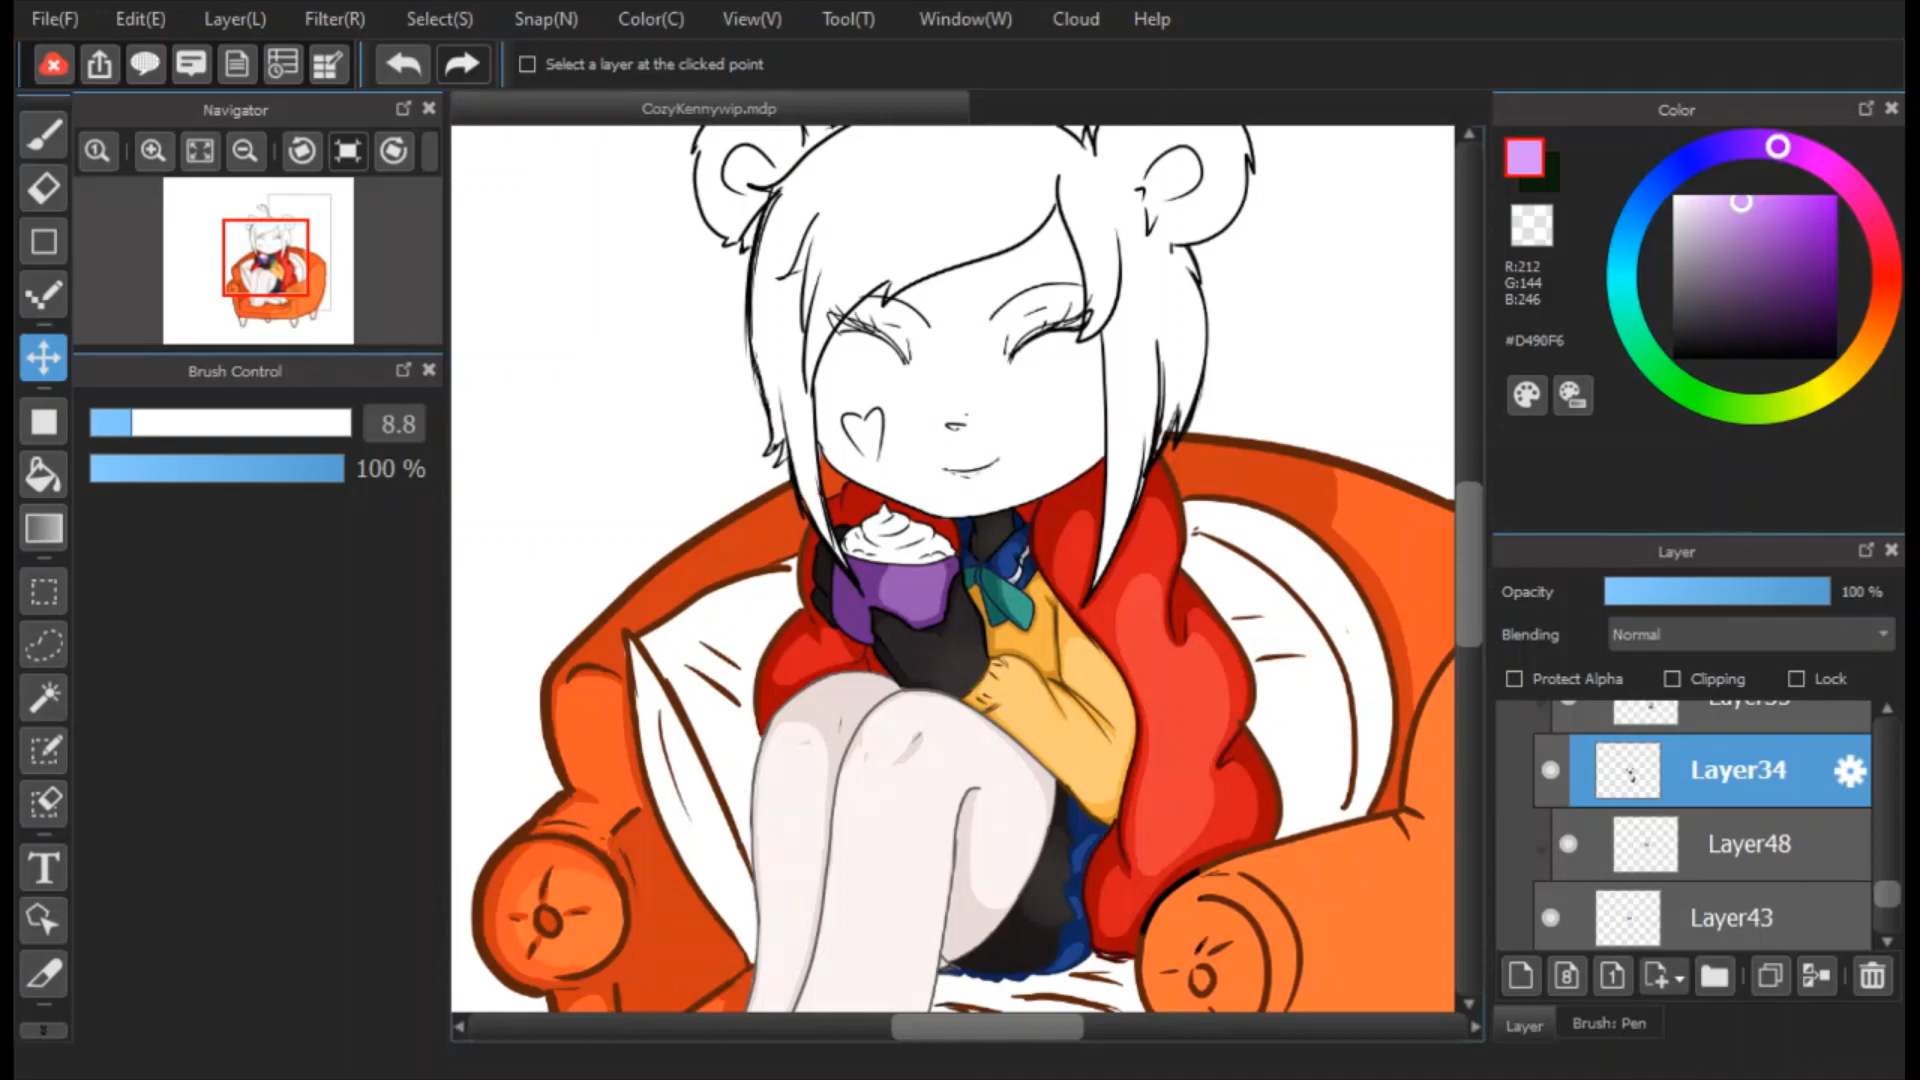 File(F) Edit(E) Layer(L) Filter(R) Select(S) Snap(N) Color(C) View(V) Tool(T) Window(W) Cloud Help
Select a layer at the clicked point
Navigator
CozyKennywip.mdp
Color
R:212
G:144
B:246
#D490F6
Brush Control
8.8
100 %
Layer
Opacity 100 %
Blending Normal
Protect Alpha Clipping Lock
Layer34
Layer48
Layer43
8 1
T
Layer Brush: Pen